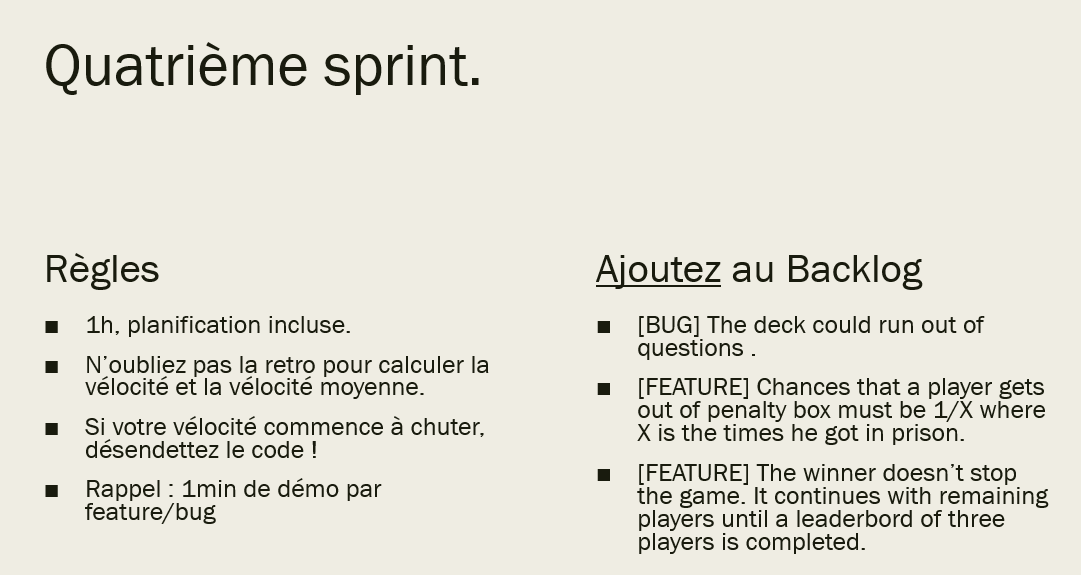 Quatrième sprint.
Règles
■ 1h, planification incluse.
■ N’oubliez pas la retro pour calculer la
vélocité et la vélocité moyenne.
■ Si votre vélocité commence à chuter,
désendettez le code !
■ Rappel : 1min de démo par
feature/bug
Ajoutez au Backlog
■ [BUG] The deck could run out of
questions .
■ [FEATURE] Chances that a player gets
out of penalty box must be 1/X where
X is the times he got in prison.
■ [FEATURE] The winner doesn’t stop
the game. It continues with remaining
players until a leaderbord of three
players is completed.